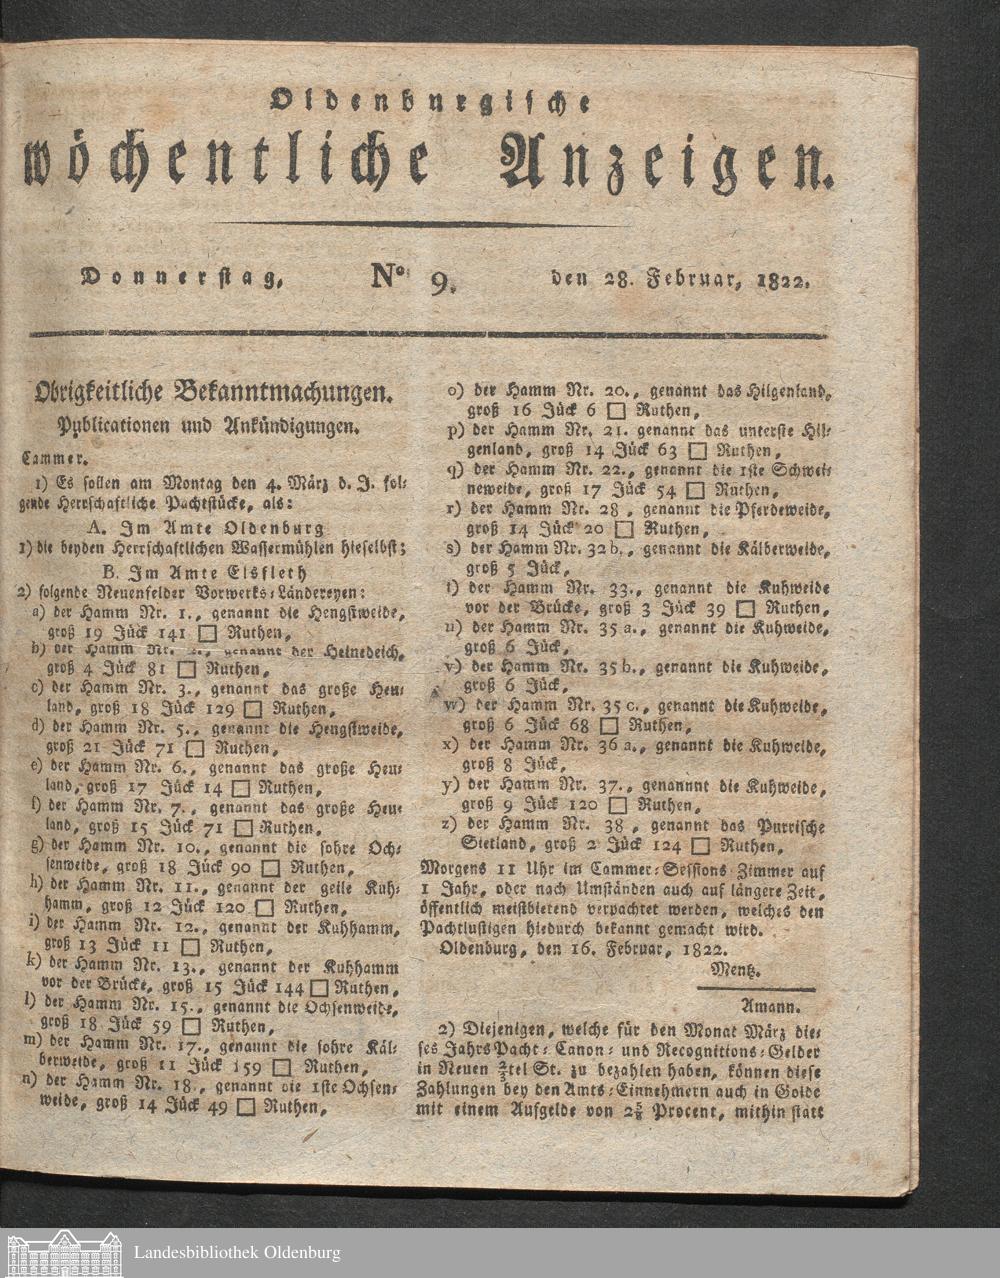 Oldenburgische
wöchentliche Anzeigen.
Donnerstag, No 9. den 28. Februar, 1822.
Obrigkeitliche Bekanntmachungen.
Publicationen und Ankündigungen.
Cammer.
1) Es sollen am Montag den 4. März d. J. fol-
gende Herrschaftliche Pachtstücke, als:
A. Im Amte Oldenburg
1) die beyden Herrschaftlichen Wassermühlen hieselbst;
B. Im Amte Elsfleth
2) folgende Neuenfelder Vorwerks-Ländereyen:
a) der Hamm Nr. 1., genannt die Hengstweide,
groß 19 Jück 141 □ Ruthen,
b) der Hamm Nr. genannt der Heinedeich,
groß 4 Jück 81 □ Ruthen,
c) der Hamm Nr. 3., genannt das große Heu-
land, groß 18 Jück 129 □ Ruthen,
d) der Hamm Nr. 5., genannt die Hengstweide,
groß 21 Jück 71 □ Ruthen,
e) der Hamm Nr. 6., genannt das große Heu-
land, groß 17 Jück 14 □ Ruthen,
f) der Hamm Nr. 7., genannt das große Heu-
land, groß 15 Jück 71 □ Ruthen,
g) der Hamm Nr. 10., genannt die sohre Och-
senweide, groß 18 Jück 90 □ Ruthen,
h) der Hamm Nr. 11., genannt der geile Kuh-
hamm, groß 12 Jück 120 □ Ruthen,
i) der Hamm Nr. 12., genannt der Kuhhamm,
groß 13 Jück 11 □ Ruthen,
k) der Hamm Nr. 13., genannt der Kuhhamm
vor der Brücke, groß 15 Jück 144 □ Ruthen,
l) der Hamm Nr. 15., genannt die Ochsenweide,
groß 18 Jück 59 □ Ruthen,
m) der Hamm Nr. 17., genannt die sohre Käl-
berweide, groß 11 Jück 159 □ Ruthen,
n) der Hamm Nr. 18., genannt die 1ste Ochsen-
weide, groß 14 Jück 49 □ Ruthen,
o) der Hamm Nr. 20., genannt das Hilgenland,
groß 16 Jück 6 □ Ruthen,
p) der Hamm Nr. 21. genannt das unterste Hil-
genland, groß 14 Jück 63 □ Ruthen,
q) der Hamm Nr. 22., genannt die 1ste Schwei-
neweide, groß 17 Jück 54 □ Ruthen,
r) der Hamm Nr. 28, genannt die Pferdeweide,
groß 14 Jück 20 □ Ruthen,
s) der Hamm Nr. 32 b., genannt die Kälberweide,
groß 5 Jück,
t) der Hamm Nr. 33., genannt die Kuhweide
vor der Brücke, groß 3 Jück 39 □ Ruthen,
u) der Hamm Nr. 35 a., genannt die Kuhweide,
groß 6 Jück,
v) der Hamm Nr. 35 b., genannt die Kuhweide,
groß 6 Jück,
w) der Hamm Nr. 35 c., genannt die Kuhweide,
groß 6 Jück 68 □ Ruthen,
x) der Hamm Nr. 36 a., genannt die Kuhweide,
groß 8 Jück,
y) der Hamm Nr. 37., genannnt die Kuhweide,
groß 9 Jück 120 □ Ruthen,
z) der Hamm Nr. 38, genannt das Purrische
Sietland, groß 2 Jück 124 □ Ruthen,
Morgens 11 Uhr im Cammer-Sessions Zimmer auf
1 Jahr, oder nach Umständen auch auf längere Zeit,
öffentlich meistbietend verpachtet werden, welches den
Pachtlustigen hiedurch bekannt gemacht wird.
Oldenburg, den 16. Februar, 1822.
Mentz.
Amann.
2) Diejenigen, welche für den Monat März die-
ses Jahrs Pacht- Canon- und Recognitions-Gelder
in Neuen ⅔tel St. zu bezahlen haben, können diese
Zahlungen bey den Amts-Einnehmern auch in Golde
mit einem Aufgelde von 2⅝ Procent, mithin statt
Landesbibliothek Oldenburg